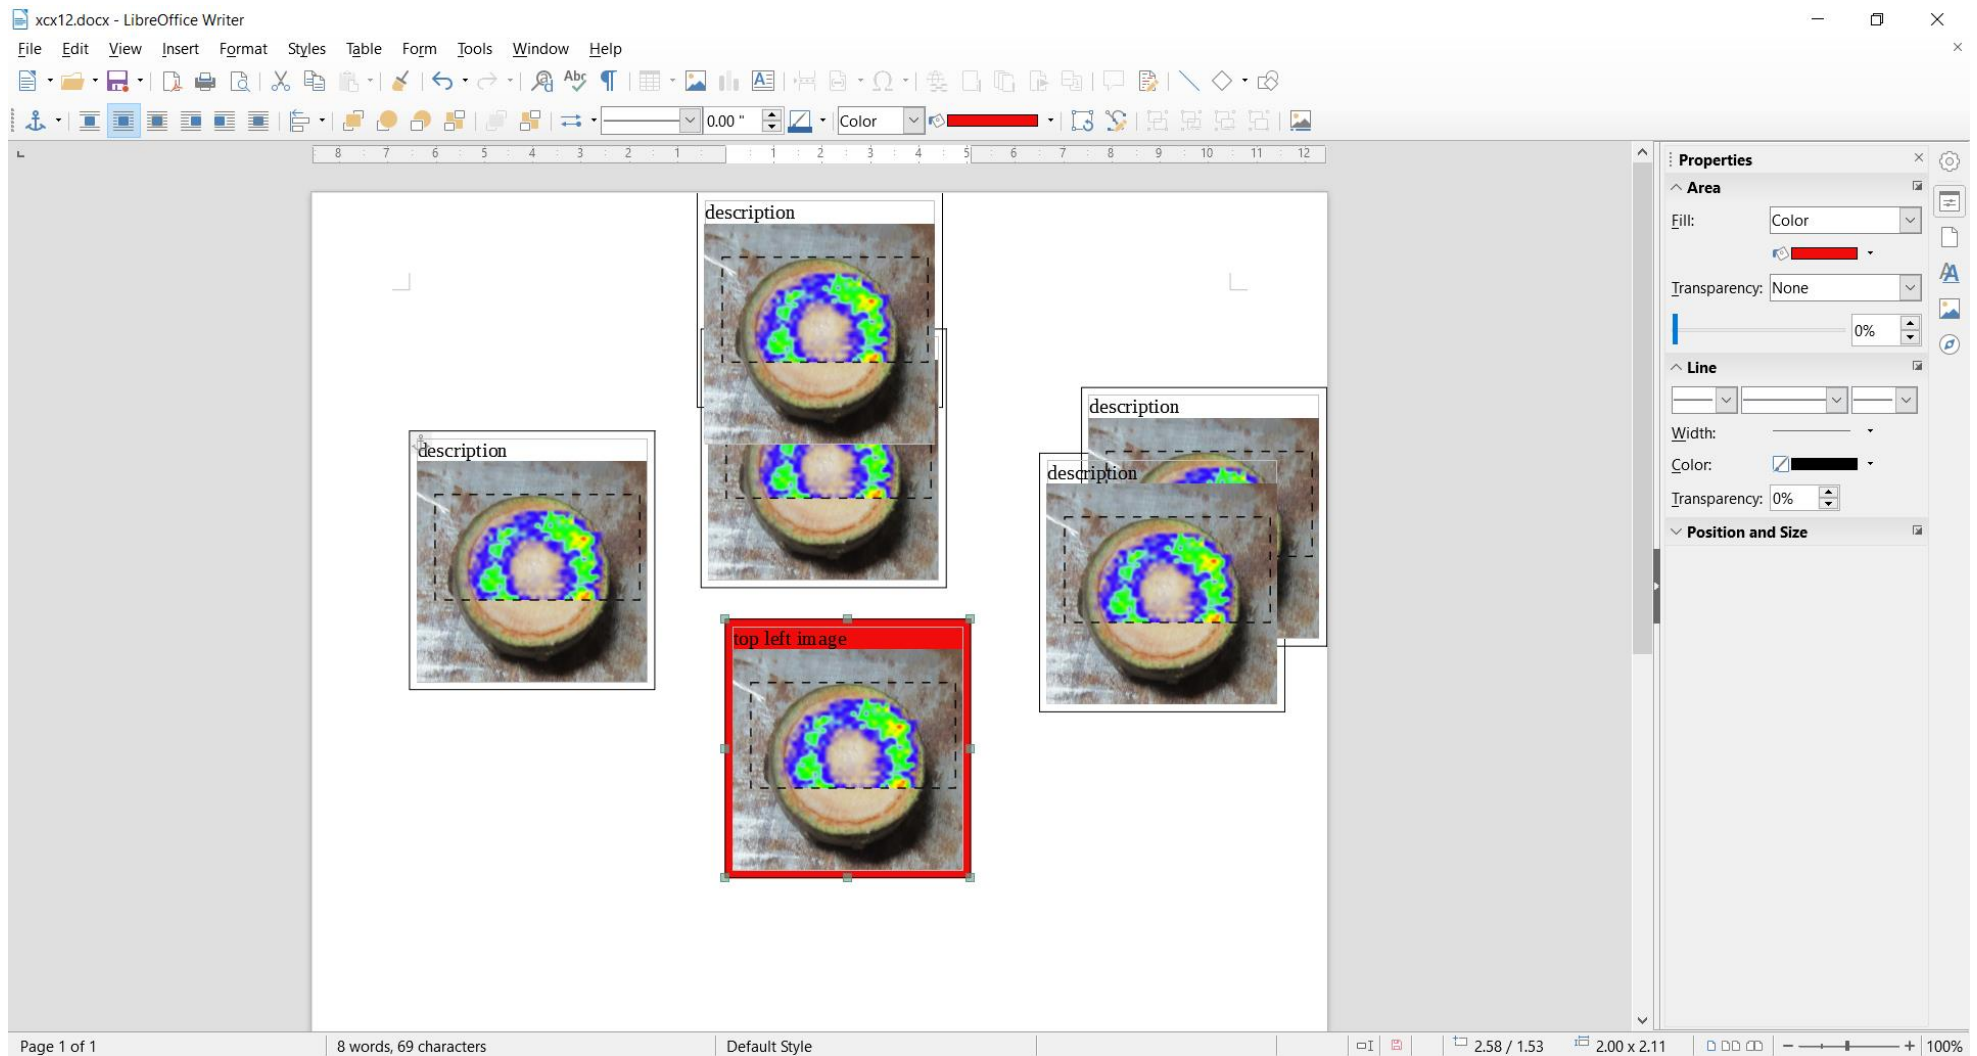 xcx12.docx - LibreOffice Writer
File Edit View Insert Format Styles Table Form Tools Window Help
Abc
0.00 " Color
8 7 6 5 4 3 2 1 1 2 3 4 5 6 7 8 9 10 11 12
Properties
Area
Fill: Color
Transparency: None
0%
Line
Width:
Color:
Transparency: 0%
Position and Size
description
description
description
description
top left image
Page 1 of 1 8 words, 69 characters Default Style 2.58 / 1.53 2.00 x 2.11 100%